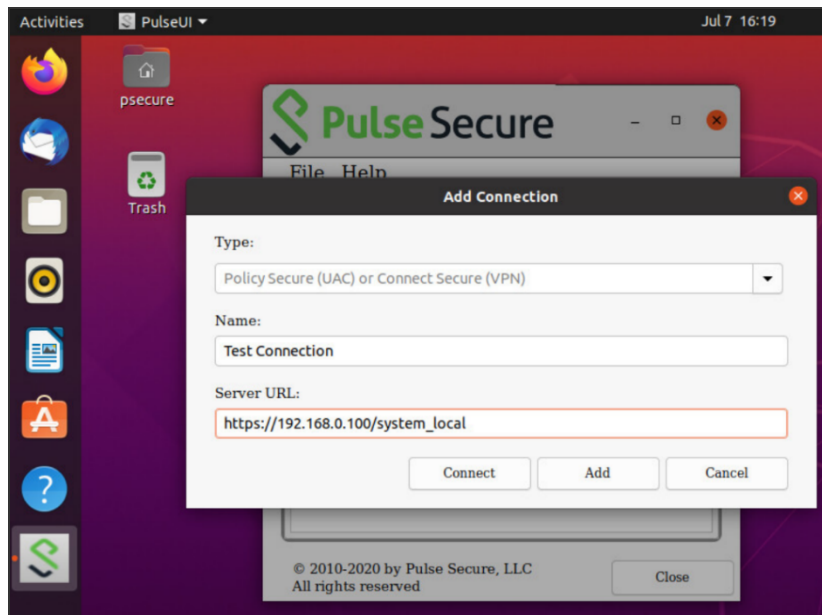 Activities PulseUI Jul 7 16:19
psecure
Trash
Pulse Secure
File Help
Add Connection
Type:
Policy Secure (UAC) or Connect Secure (VPN)
Name:
Test Connection
Server URL:
https://192.168.0.100/system_local
Connect Add Cancel
© 2010-2020 by Pulse Secure, LLC
All rights reserved
Close